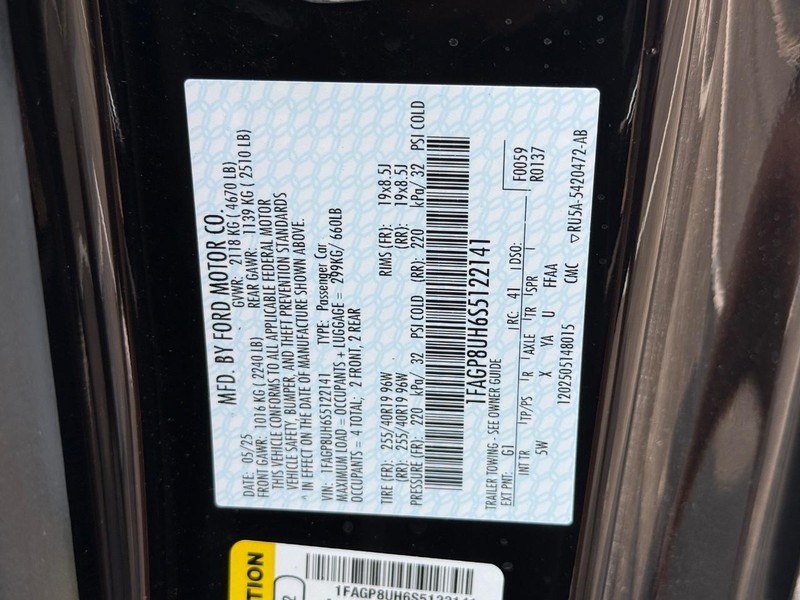 MFD. BY FORD MOTOR CO.
DATE: 05/25 GVWR: 2118 KG ( 4670 LB)
FRONT GAWR: 1016 KG ( 2240 LB) REAR GAWR: 1139 KG ( 2510 LB)
THIS VEHICLE CONFORMS TO ALL APPLICABLE FEDERAL MOTOR
VEHICLE SAFETY, BUMPER, AND THEFT PREVENTION STANDARDS
IN EFFECT ON THE DATE OF MANUFACTURE SHOWN ABOVE.
VIN: 1FAGP8UH6S5122141 TYPE: Passenger Car
MAXIMUM LOAD = OCCUPANTS + LUGGAGE = 299KG/ 660LB
OCCUPANTS = 4 TOTAL; 2 FRONT, 2 REAR
TIRE (FR): 255/40R19 96W RIMS (FR): 19x8.5J
(RR) 255/40R19 96W (RR): 19x8.5J
PRESSURE (FR): 220 kPa/ 32 PSI COLD (RR): 220 kPa/ 32 PSI COLD
1FAGP8UH6S5122141
TRAILER TOWING - SEE OWNER GUIDE
EXT PNT: G1 RC: 41 DSO: F0059
R0137
INT TR TP/PS R AXLE TR SPR
5W X YA U FFAA
1202505148015 CMC ▽RU5A-5420472-AB
1FAGP8UH6S5122141